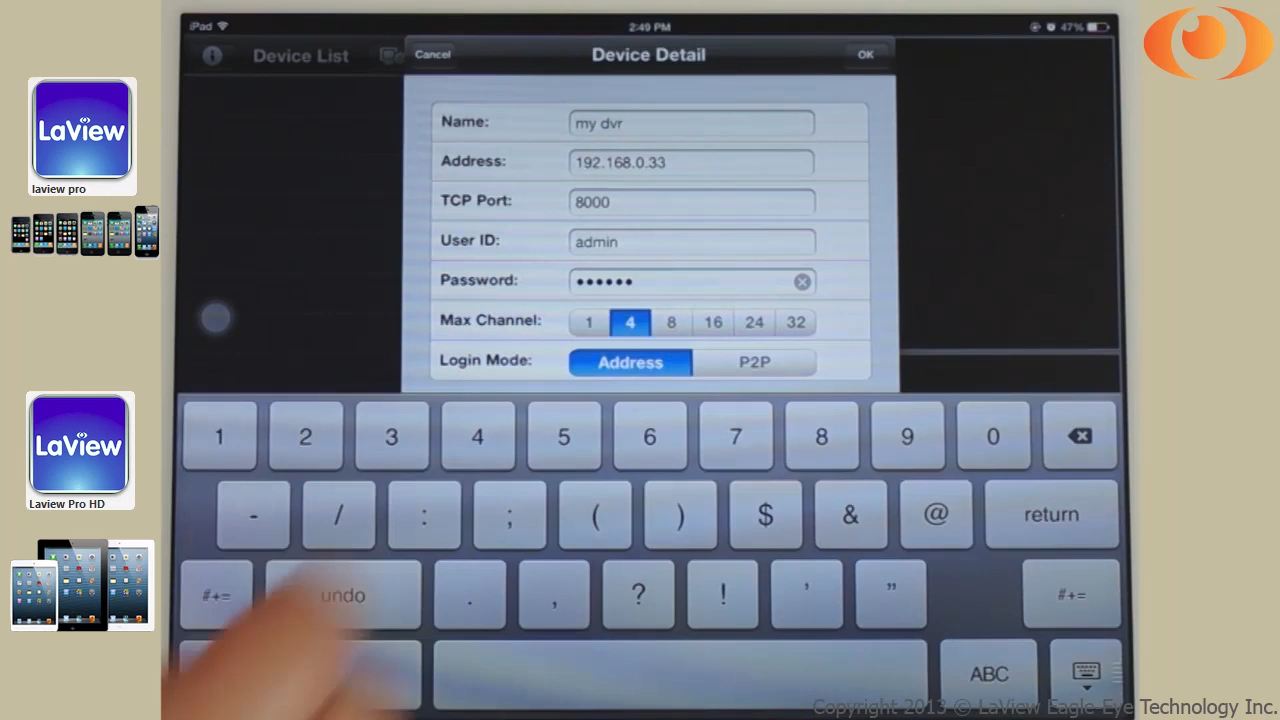 iPad 2:49 PM 47%
Device List Cancel Device Detail OK
Name: my dvr
Address: 192.168.0.33
TCP Port: 8000
User ID: admin
Password: ••••••
Max Channel: 1 4 8 16 24 32
Login Mode: Address P2P
LaView
laview pro
LaView
Laview Pro HD
1 2 3 4 5 6 7 8 9 0
- / : ; ( ) $ & @ return
#+= undo . , ? ! ' " #+=
ABC
Copyright 2013 © LaView Eagle-Eye Technology Inc.